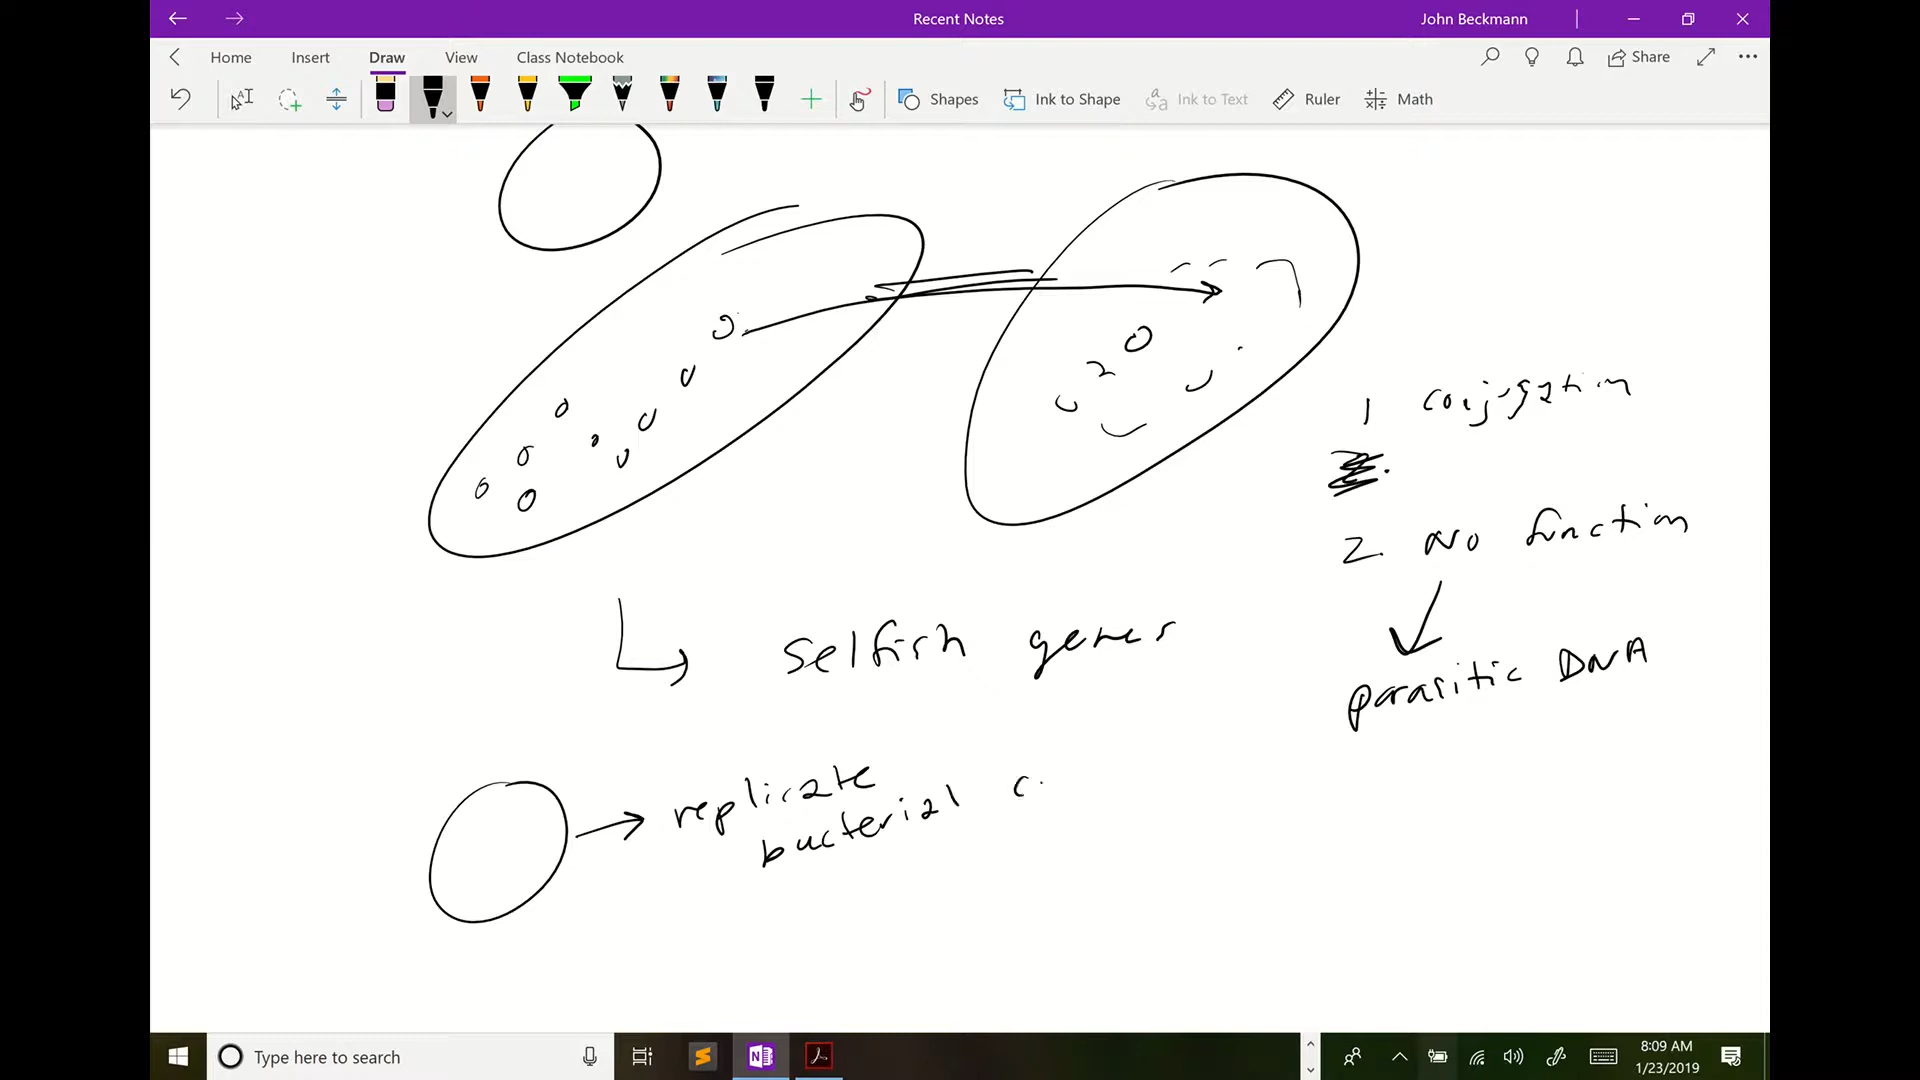 Recent Notes
John Beckmann
Home
Insert
Draw
View
Class Notebook
Share
Shapes
Ink to Shape
Ink to Text
Ruler
Math
1 conjugation
2. No function
parasitic DNA
selfish genes
replicate
bacterial c
Type here to search
8:09 AM
1/23/2019